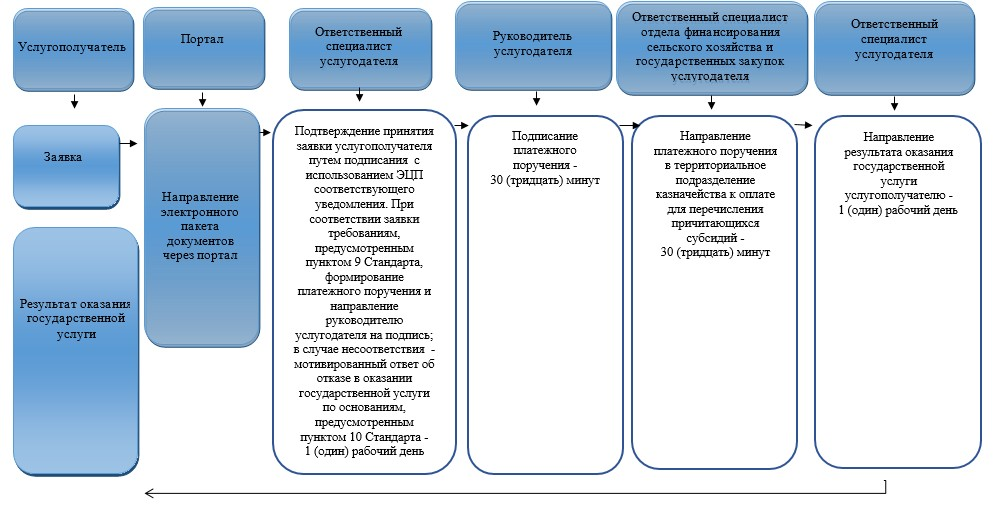 Услугополучатель
Портал
Ответственный
специалист
услугодателя
Руководитель
услугодателя
Ответственный специалист
отдела финансирования
сельского хозяйства и
государственных закупок
услугодателя
Ответственный
специалист
услугодателя
Заявка
Результат оказания
государственной
услуги
Направление
электронного
пакета
документов
через портал
Подтверждение принятия
заявки услугополучателя
путем подписания с
использованием ЭЦП
соответствующего
уведомления. При
соответствии заявки
требованиям,
предусмотренным
пунктом 9 Стандарта,
формирование
платежного поручения и
направление
руководителю
услугодателя на подпись;
в случае несоответствия -
мотивированный ответ об
отказе в оказании
государственной услуги
по основаниям,
предусмотренным
пунктом 10 Стандарта -
1 (один) рабочий день
Подписание
платежного
поручения -
30 (тридцать) минут
Направление
платежного поручения
в территориальное
подразделение
казначейства к оплате
для перечисления
причитающихся
субсидий -
30 (тридцать) минут
Направление
результата оказания
государственной
услуги
услугополучателю -
1 (один) рабочий день